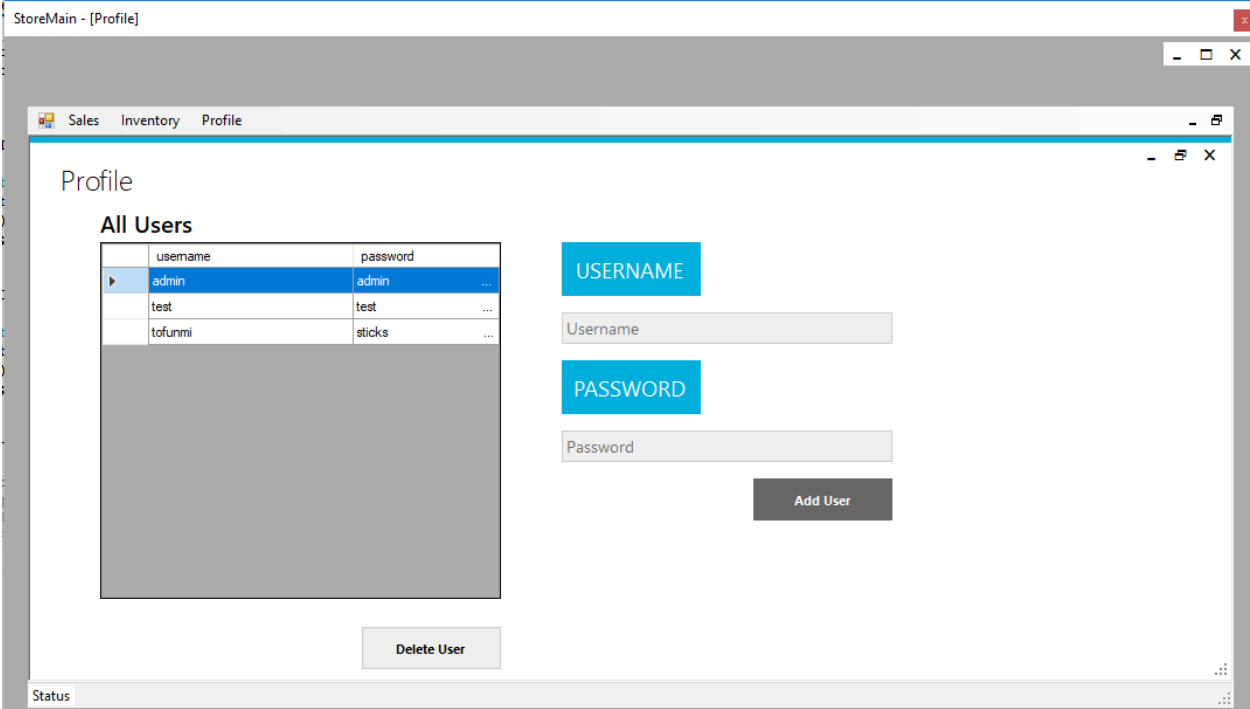 StoreMain - [Profile]
Sales Inventory Profile
Profile
All Users
username password
admin admin ...
test test ...
tofunmi sticks ...
USERNAME
Username
PASSWORD
Password
Add User
Delete User
Status